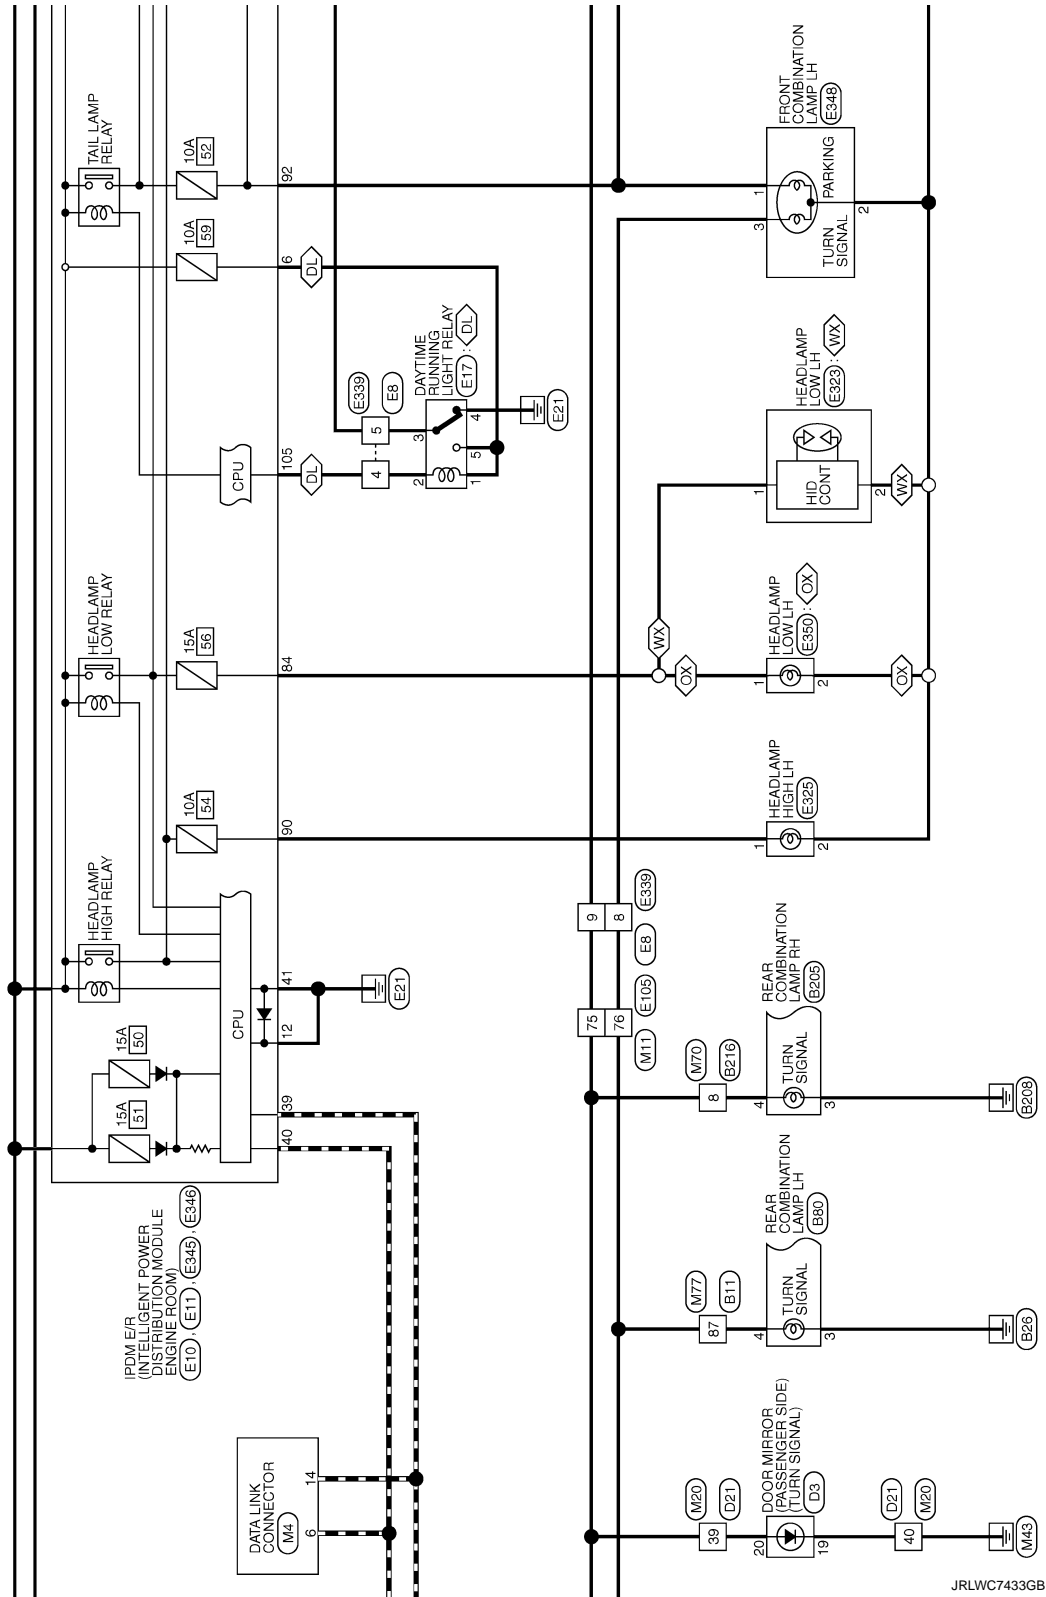 TAIL LAMP
RELAY
10A
52
92
10A
59
6
DL
HEADLAMP
LOW RELAY
CPU
105
DL
E339
E8
5
4
3
2
DAYTIME
RUNNING
LIGHT RELAY
E17 : DL
4
5
1
E21
15A
56
84
10A
54
90
HEADLAMP
HIGH RELAY
CPU
41
12
E21
15A
50
15A
51
39
40
IPDM E/R
(INTELLIGENT POWER
DISTRIBUTION MODULE
ENGINE ROOM)
E10 , E11 , E345 , E346
DATA LINK
CONNECTOR
M4
14
6
FRONT
COMBINATION
LAMP LH
E348
1
3
PARKING
TURN
SIGNAL
2
HEADLAMP
LOW LH
E323 : WX
1
HID
CONT
2
WX
WX
OX
HEADLAMP
LOW LH
E350 : OX
1
2
OX
HEADLAMP
HIGH LH
E325
1
2
9
8
E339
E8
75
76
E105
M11
REAR
COMBINATION
LAMP RH
B205
M70
B216
8
4
TURN
SIGNAL
3
B208
REAR
COMBINATION
LAMP LH
B80
M77
B11
87
4
TURN
SIGNAL
3
B26
DOOR MIRROR
(PASSENGER SIDE)
(TURN SIGNAL)
D3
M20
D21
39
20
19
D21
M20
40
M43
JRLWC7433GB